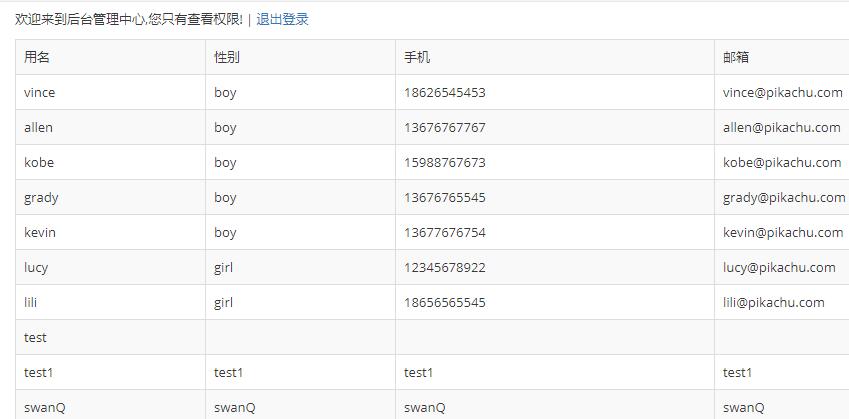 欢迎来到后台管理中心,您只有查看权限! | 退出登录
用名 性别 手机 邮箱
vince boy 18626545453 vince@pikachu.com
allen boy 13676767767 allen@pikachu.com
kobe boy 15988767673 kobe@pikachu.com
grady boy 13676765545 grady@pikachu.com
kevin boy 13677676754 kevin@pikachu.com
lucy girl 12345678922 lucy@pikachu.com
lili girl 18656565545 lili@pikachu.com
test
test1 test1 test1 test1
swanQ swanQ swanQ swanQ